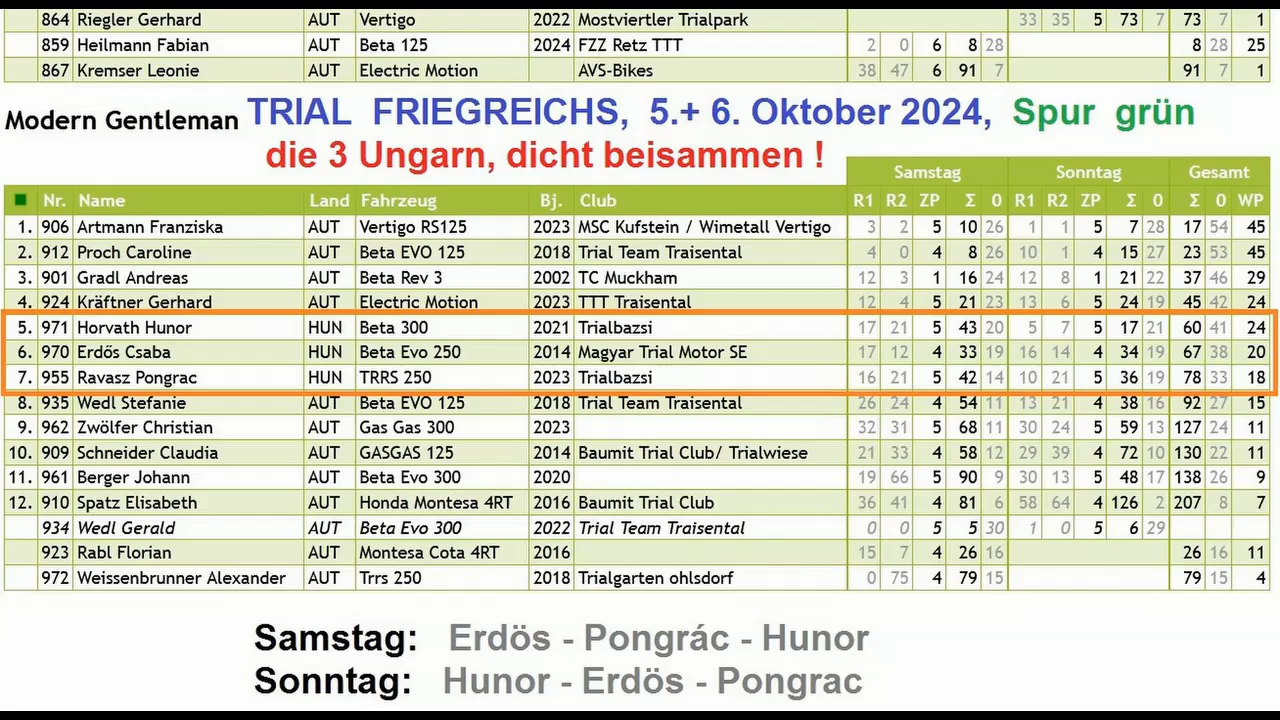 864 Riegler Gerhard AUT Vertigo 2022 Mostviertler Trialpark 33 35 5 73 7 73 7 1
859 Heilmann Fabian AUT Beta 125 2024 FZZ Retz TTT 2 0 6 8 28 8 28 25
867 Kremser Leonie AUT Electric Motion AVS-Bikes 38 47 6 91 7 91 7 1
Modern Gentleman TRIAL FRIEGREICHS, 5.+ 6. Oktober 2024, Spur grün
die 3 Ungarn, dicht beisammen !
Samstag Sonntag Gesamt
Nr. Name Land Fahrzeug Bj. Club R1 R2 ZP Σ 0 R1 R2 ZP Σ 0 Σ 0 WP
1. 906 Artmann Franziska AUT Vertigo RS125 2023 MSC Kufstein / Wimetall Vertigo 3 2 5 10 26 1 1 5 7 28 17 54 45
2. 912 Proch Caroline AUT Beta EVO 125 2018 Trial Team Traisental 4 0 4 8 26 10 1 4 15 27 23 53 45
3. 901 Gradl Andreas AUT Beta Rev 3 2002 TC Muckham 12 3 1 16 24 12 8 1 21 22 37 46 29
4. 924 Kräftner Gerhard AUT Electric Motion 2023 TTT Traisental 12 4 5 21 23 13 6 5 24 19 45 42 24
5. 971 Horvath Hunor HUN Beta 300 2021 Trialbazsi 17 21 5 43 20 5 7 5 17 21 60 41 24
6. 970 Erdős Csaba HUN Beta Evo 250 2014 Magyar Trial Motor SE 17 12 4 33 19 16 14 4 34 19 67 38 20
7. 955 Ravasz Pongrac HUN TRRS 250 2023 Trialbazsi 16 21 5 42 14 10 21 5 36 19 78 33 18
8. 935 Wedl Stefanie AUT Beta EVO 125 2018 Trial Team Traisental 26 24 4 54 11 13 21 4 38 16 92 27 15
9. 962 Zwölfer Christian AUT Gas Gas 300 2023 32 31 5 68 11 30 24 5 59 13 127 24 11
10. 909 Schneider Claudia AUT GASGAS 125 2014 Baumit Trial Club/ Trialwiese 21 33 4 58 12 29 39 4 72 10 130 22 11
11. 961 Berger Johann AUT Beta Evo 300 2020 19 66 5 90 9 30 13 5 48 17 138 26 9
12. 910 Spatz Elisabeth AUT Honda Montesa 4RT 2016 Baumit Trial Club 36 41 4 81 6 58 64 4 126 2 207 8 7
934 Wedl Gerald AUT Beta Evo 300 2022 Trial Team Traisental 0 0 5 5 30 1 0 5 6 29
923 Rabl Florian AUT Montesa Cota 4RT 2016 15 7 4 26 16 26 16 11
972 Weissenbrunner Alexander AUT Trrs 250 2018 Trialgarten ohlsdorf 0 75 4 79 15 79 15 4
Samstag: Erdös - Pongrác - Hunor
Sonntag: Hunor - Erdös - Pongrac